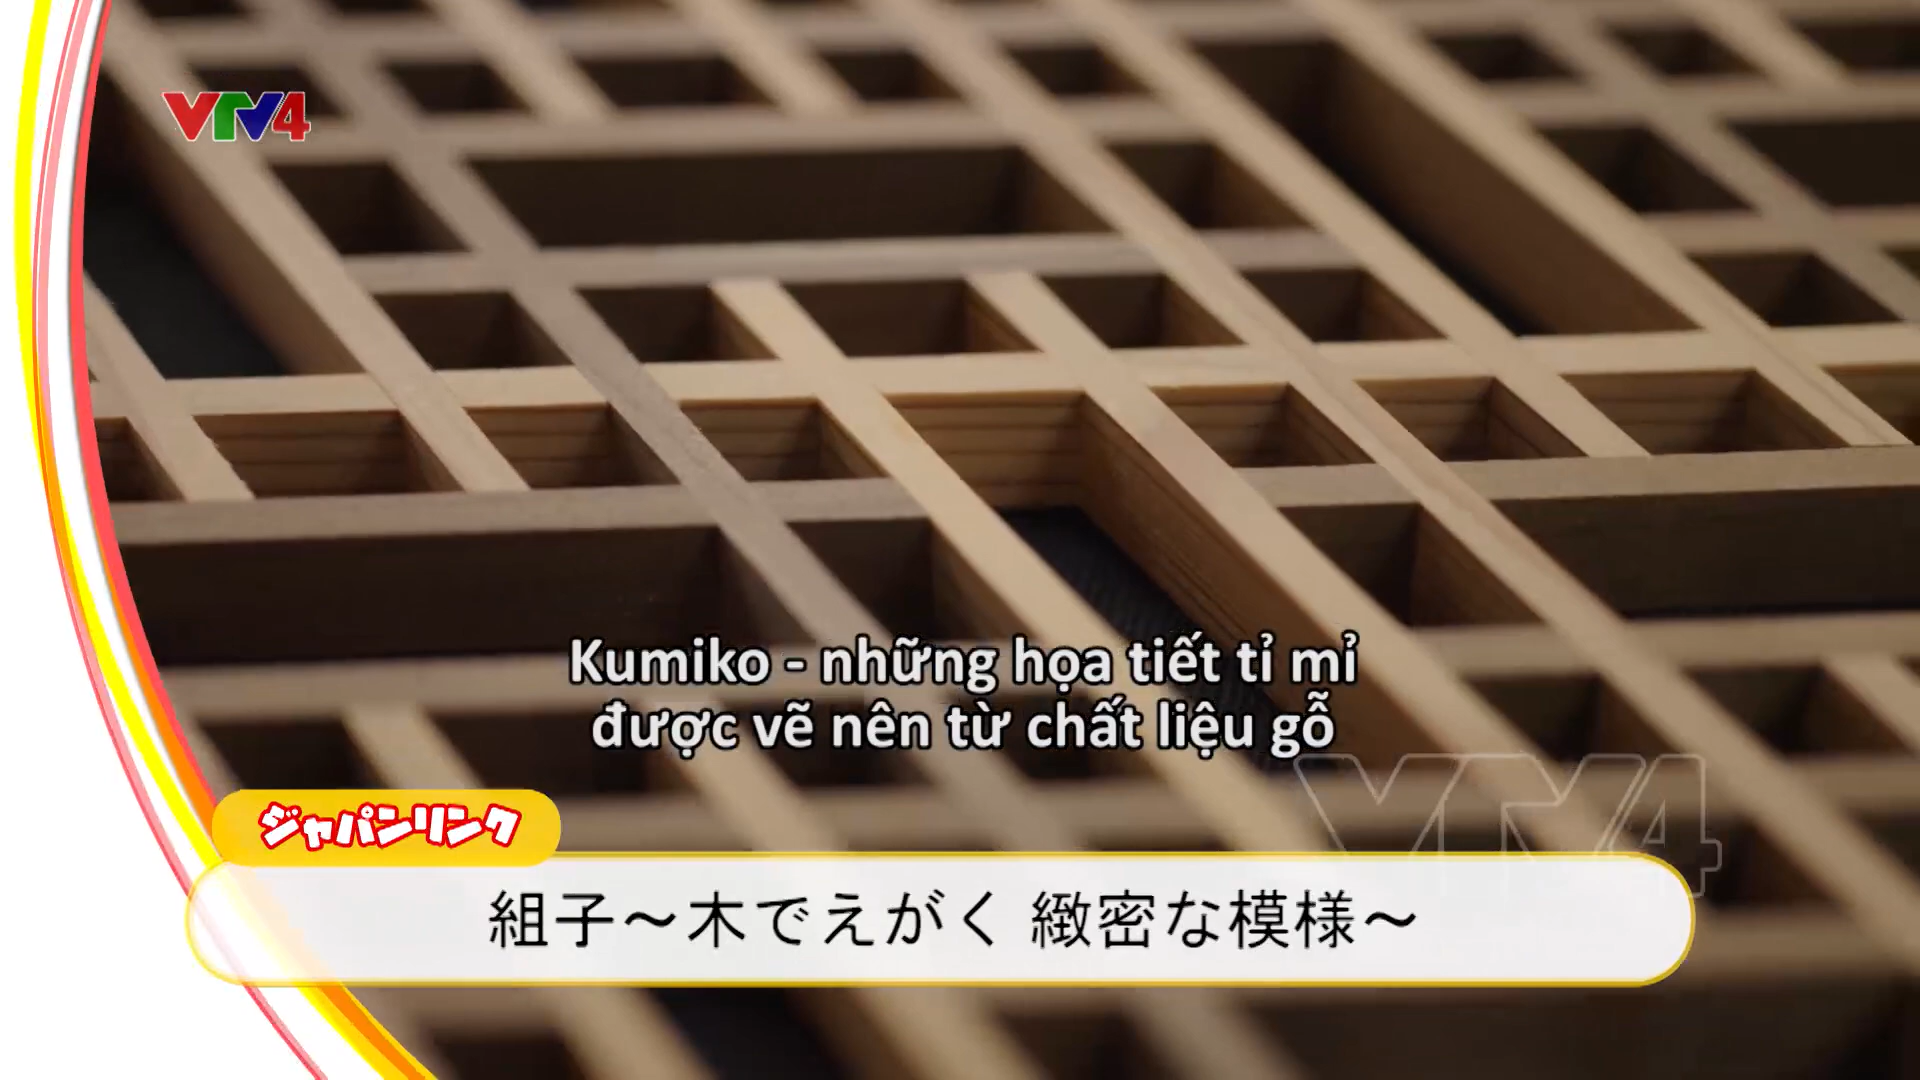 VTV4
Kumiko - những họa tiết tỉ mỉ
được vẽ nên từ chất liệu gỗ
VTV4
ジャパンリンク
組子～木でえがく 緻密な模様～